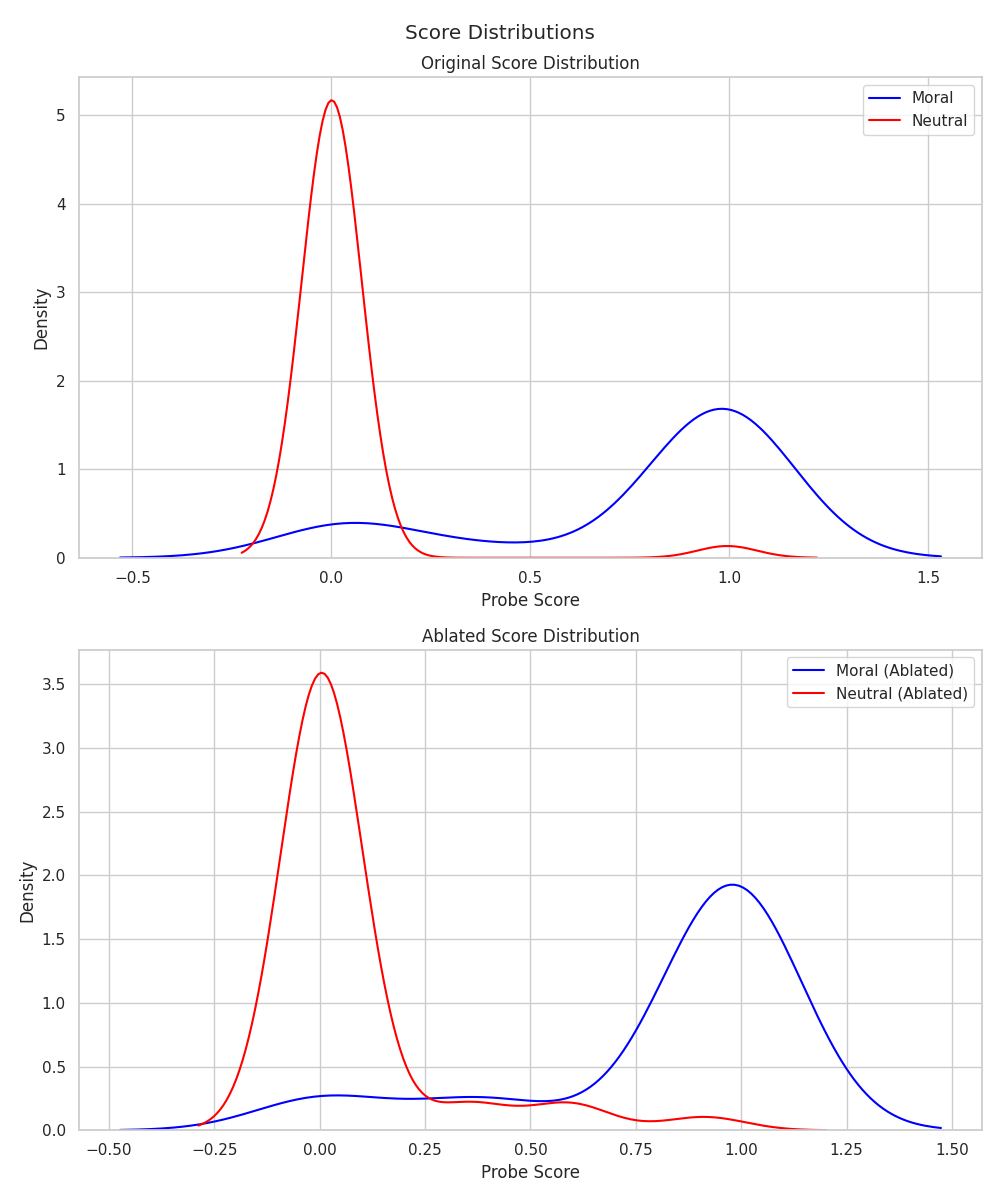 Score Distributions
Original Score Distribution
Moral
Neutral
5
4
3
2
1
0
Density
−0.5
0.0
0.5
1.0
1.5
Probe Score
Ablated Score Distribution
Moral (Ablated)
Neutral (Ablated)
3.5
3.0
2.5
2.0
1.5
1.0
0.5
0.0
Density
−0.50
−0.25
0.00
0.25
0.50
0.75
1.00
1.25
1.50
Probe Score